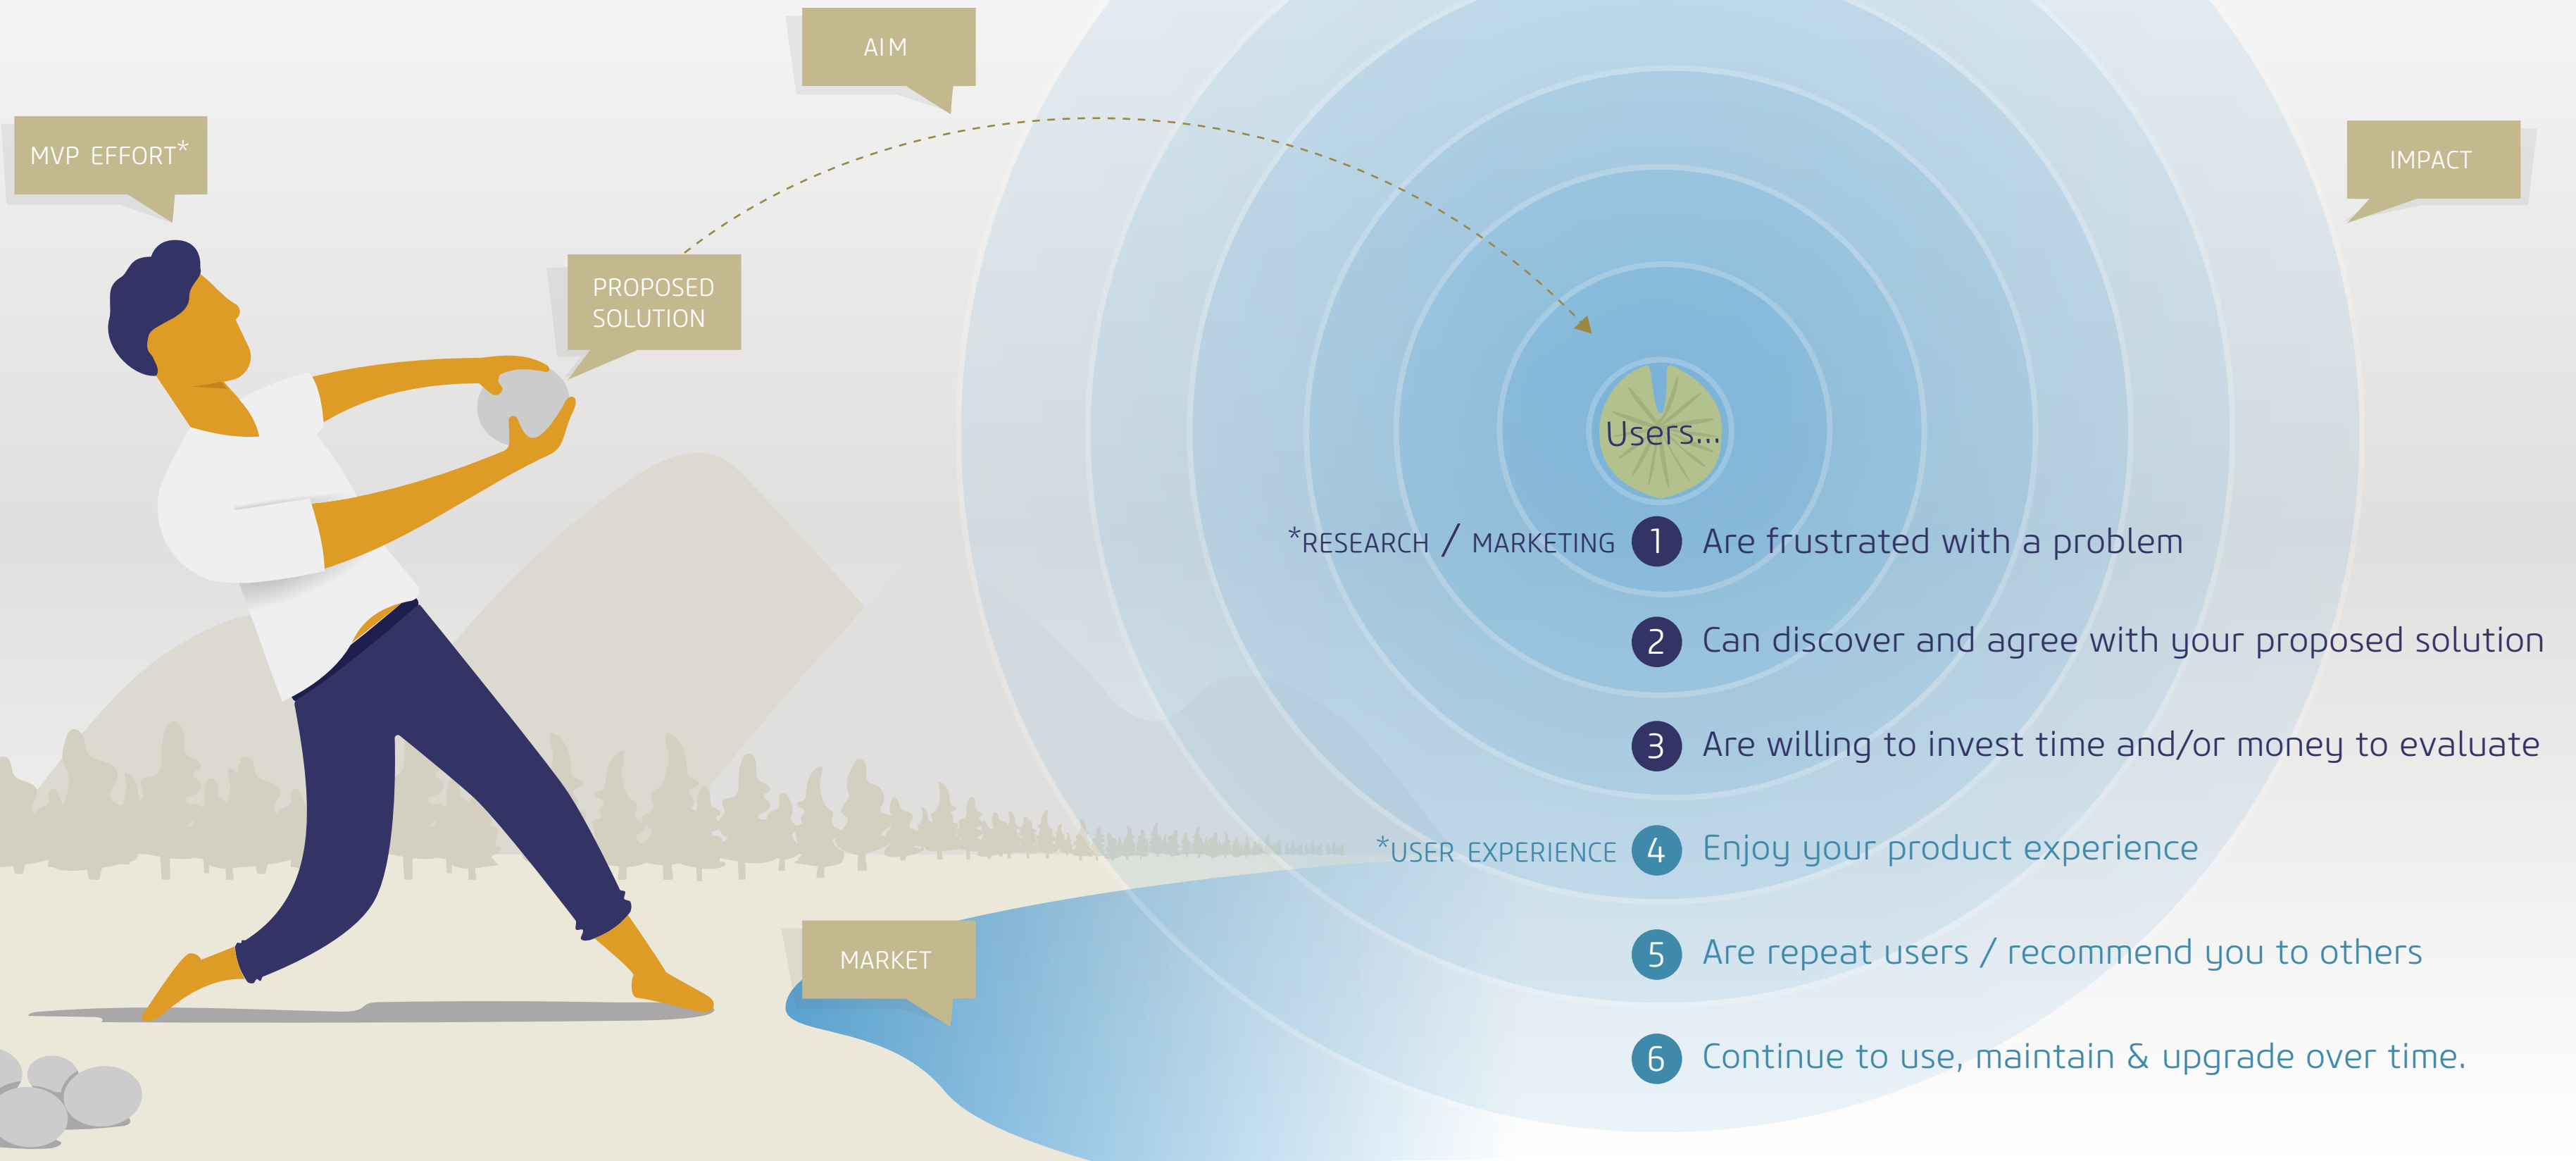 AIM
MVP EFFORT*
IMPACT
PROPOSED
SOLUTION
Users...
*RESEARCH / MARKETING 1 Are frustrated with a problem
2 Can discover and agree with your proposed solution
3 Are willing to invest time and/or money to evaluate
*USER EXPERIENCE 4 Enjoy your product experience
5 Are repeat users / recommend you to others
6 Continue to use, maintain & upgrade over time.
MARKET